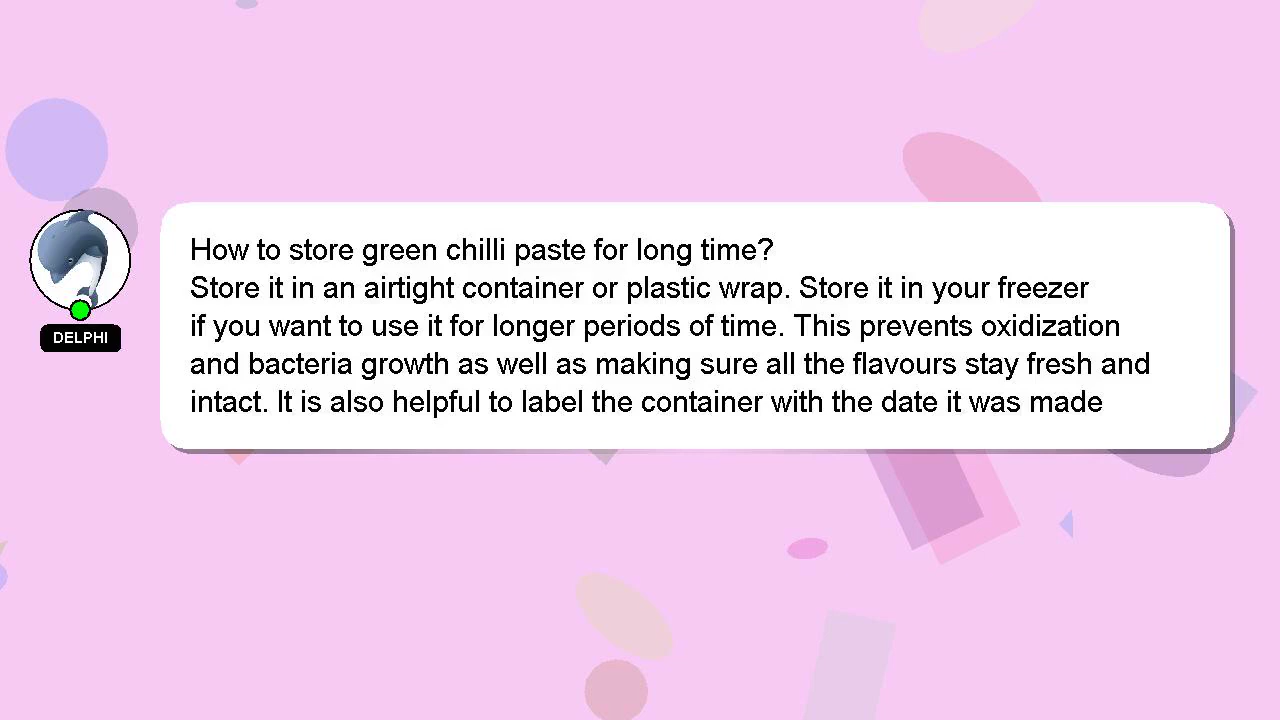 How to store green chilli paste for long time?
Store it in an airtight container or plastic wrap. Store it in your freezer
if you want to use it for longer periods of time. This prevents oxidization
and bacteria growth as well as making sure all the flavours stay fresh and
intact. It is also helpful to label the container with the date it was made
DELPHI